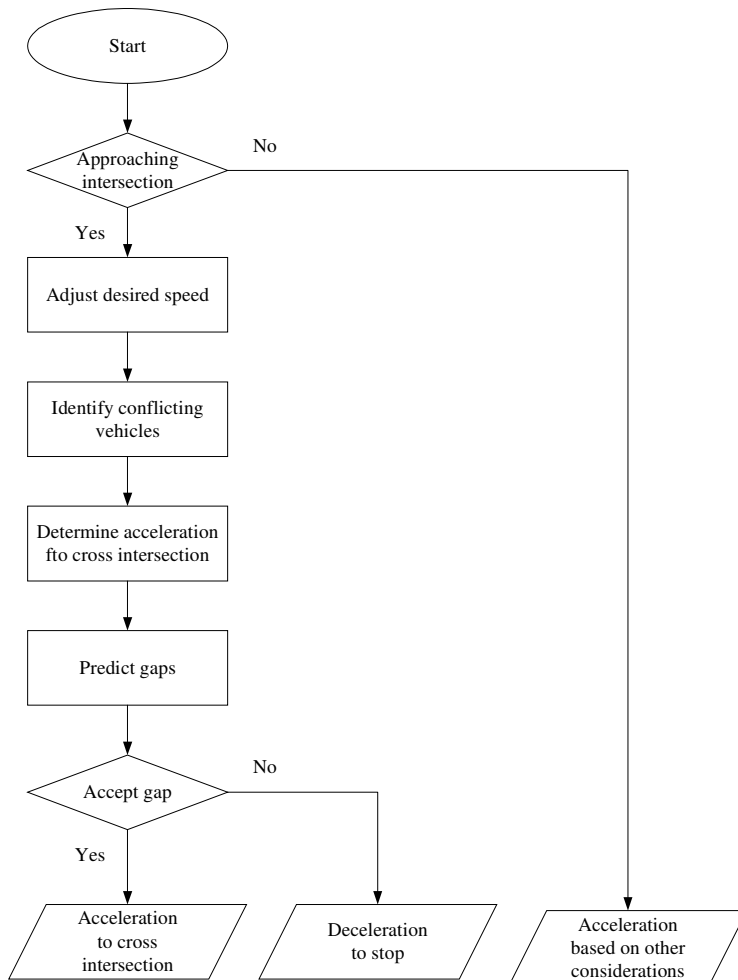 Start
Approaching
intersection
No
Yes
Adjust desired speed
Identify conflicting
vehicles
Determine acceleration
fto cross intersection
Predict gaps
Accept gap
No
Yes
Acceleration
to cross
intersection
Deceleration
to stop
Acceleration
based on other
considerations